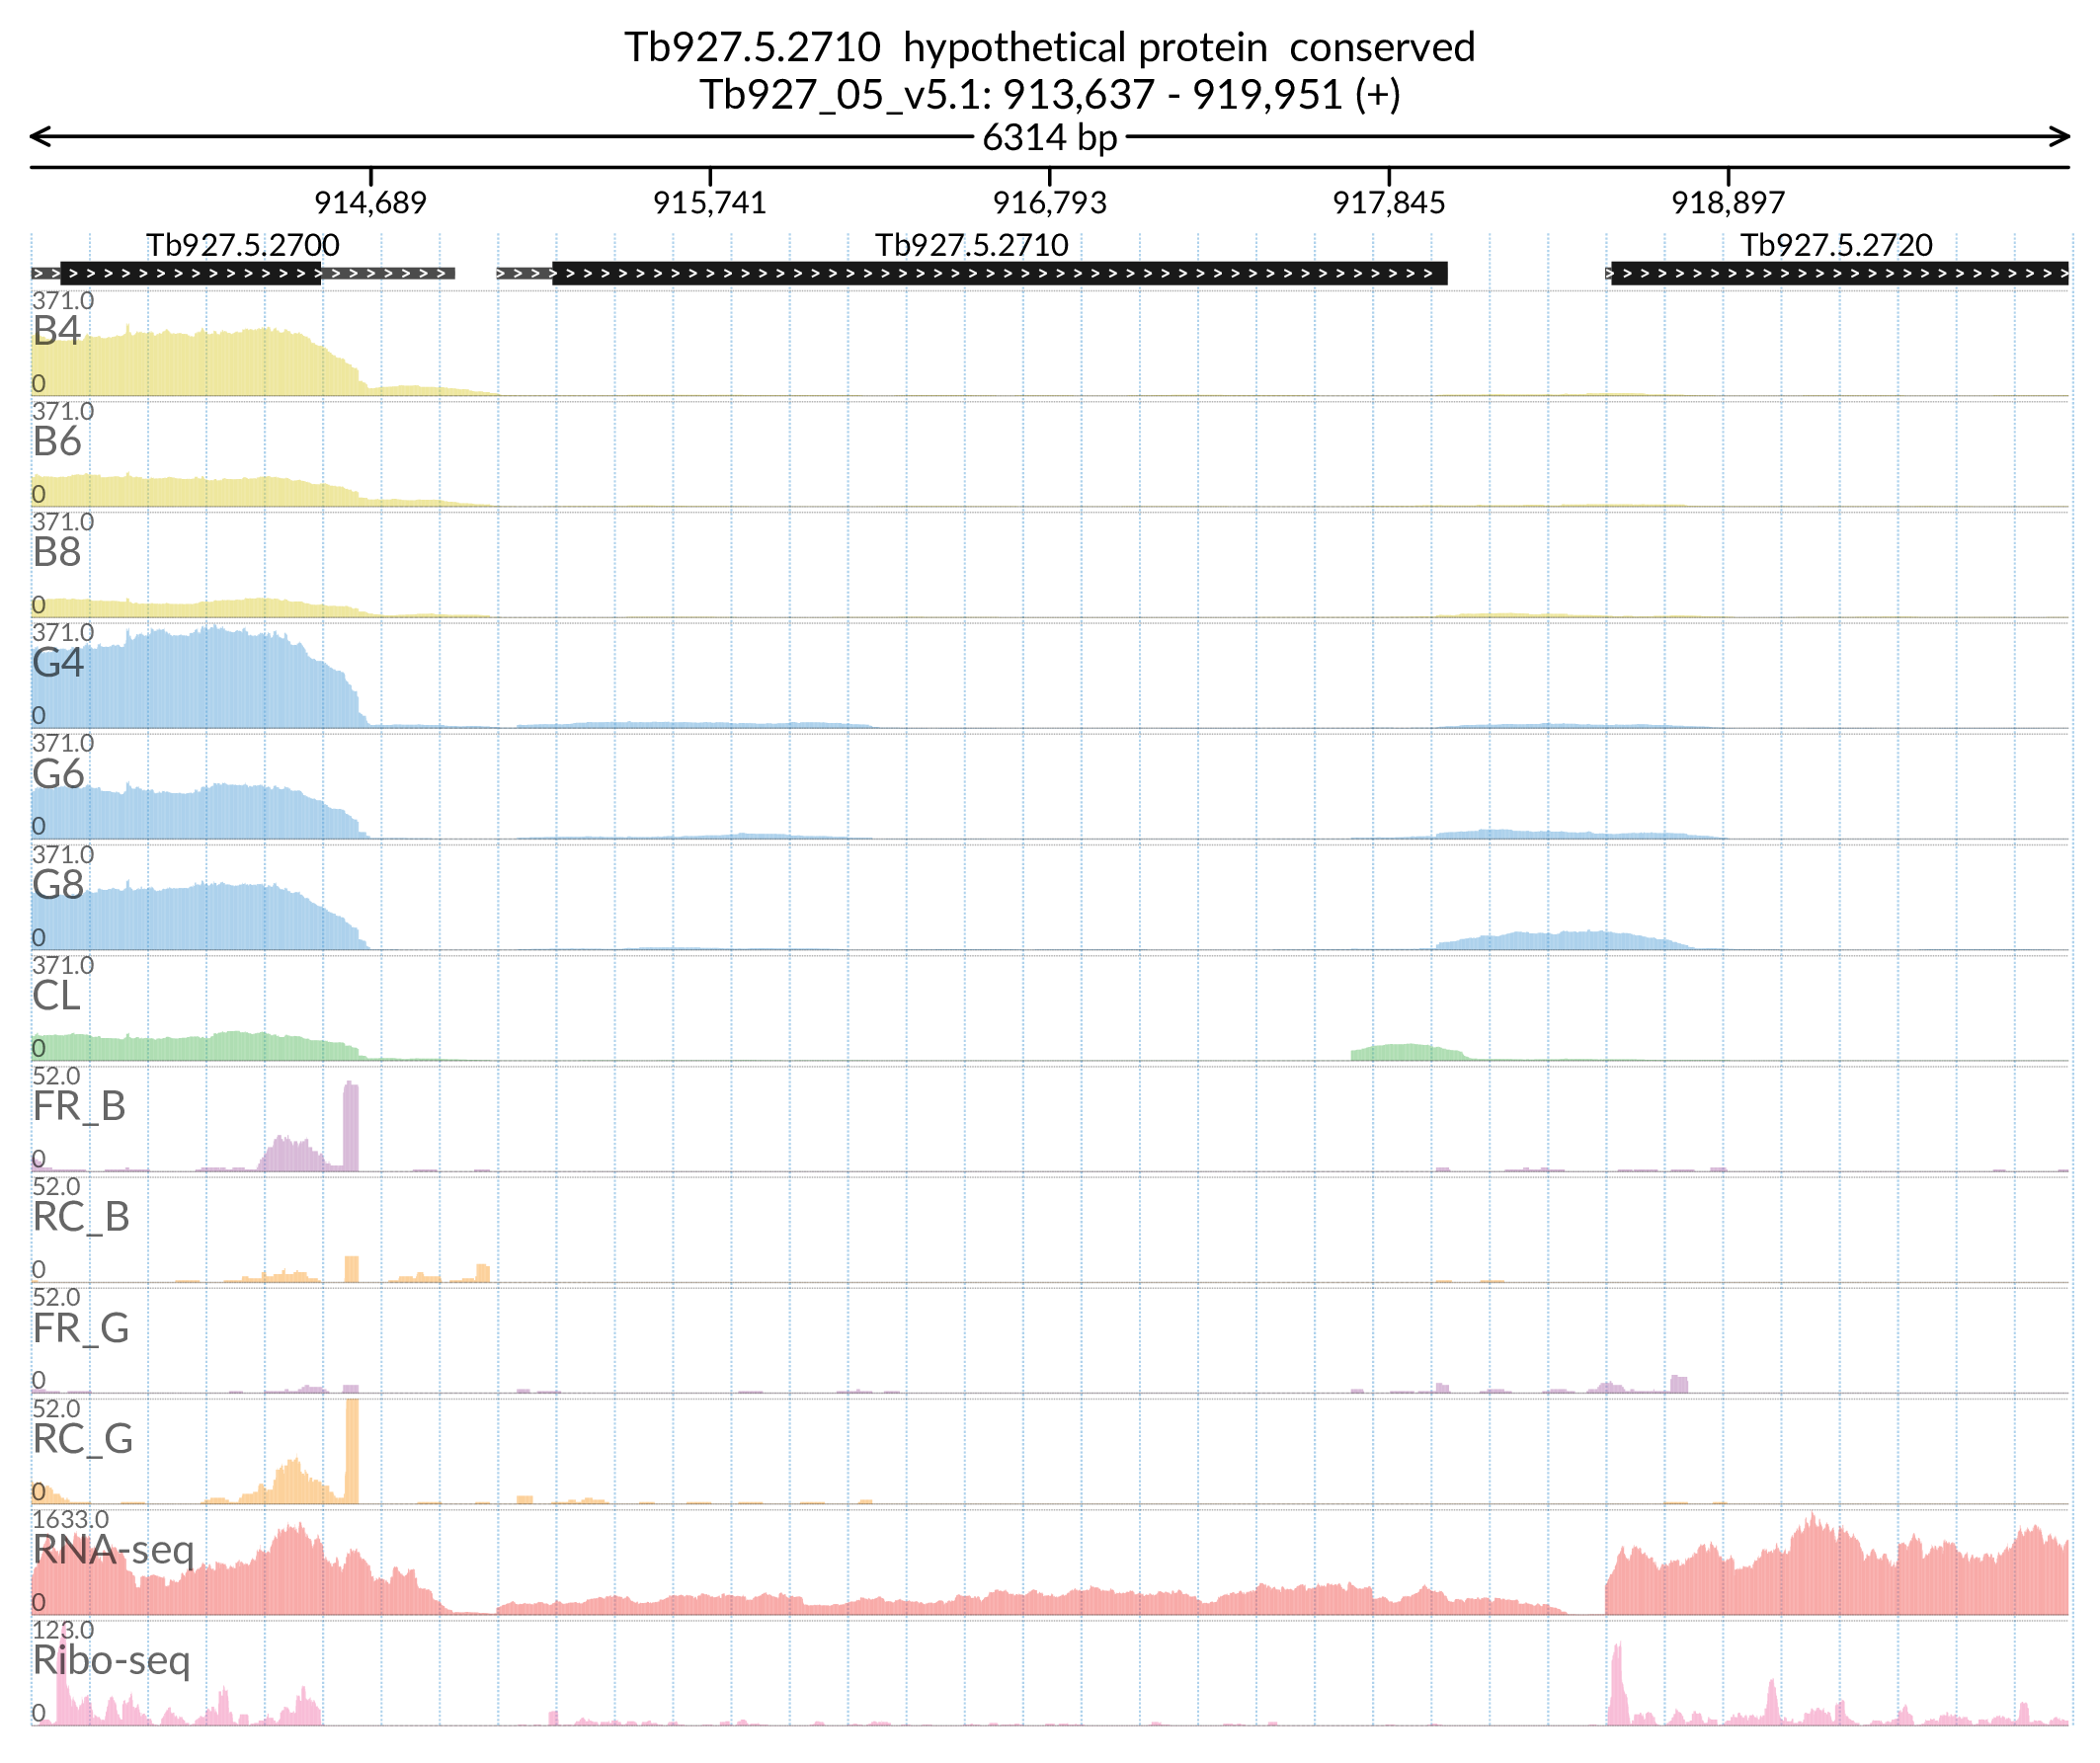 Tb927.5.2710 hypothetical protein conserved
Tb927_05_v5.1: 913,637 - 919,951 (+)
6314 bp
914,689 915,741 916,793 917,845 918,897
Tb927.5.2700 Tb927.5.2710 Tb927.5.2720
371.0
B4
0
371.0
B6
0
371.0
B8
0
371.0
G4
0
371.0
G6
0
371.0
G8
0
371.0
CL
0
52.0
FR_B
0
52.0
RC_B
0
52.0
FR_G
0
52.0
RC_G
0
1633.0
RNA-seq
0
123.0
Ribo-seq
0